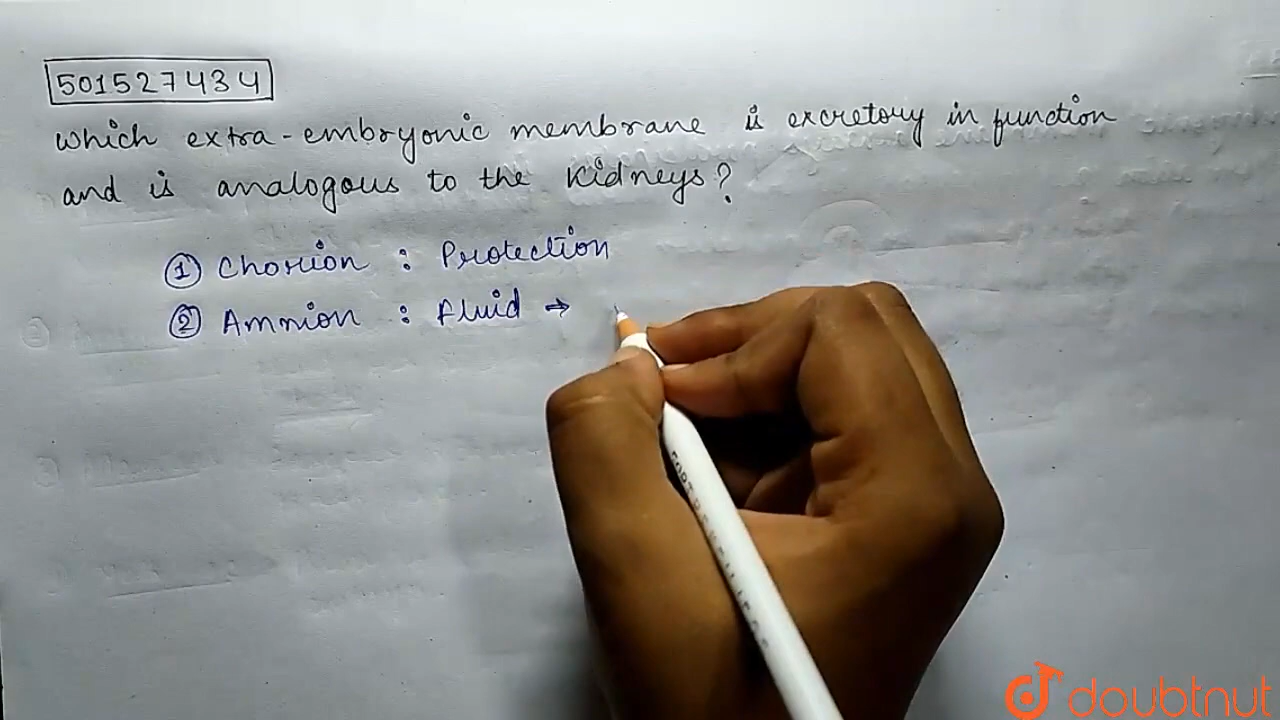 501527434
Which extra-embryonic membrane is excretory in function
and is analogous to the kidneys?
① Chorion : Protection
② Amnion : Fluid →
doubtnut